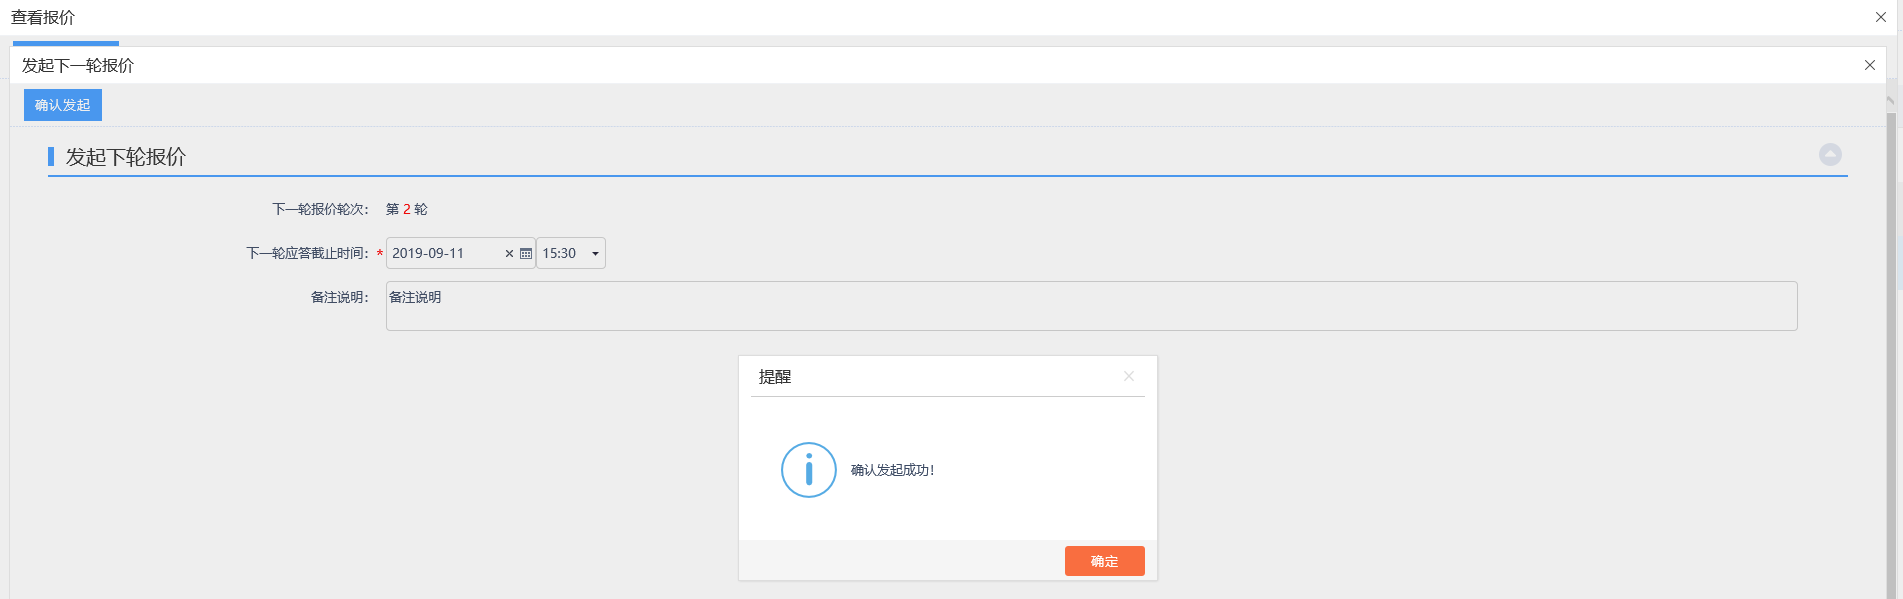 查看报价
发起下一轮报价
确认发起
发起下轮报价
下一轮报价轮次： 第 2 轮
下一轮应答截止时间：* 2019-09-11 15:30
备注说明： 备注说明
提醒
确认发起成功！
确定